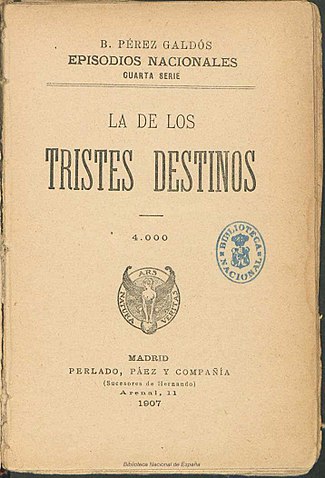 B. PÉREZ GALDÓS
EPISODIOS NACIONALES
CUARTA SERIE
LA DE LOS
TRISTES DESTINOS
4.000
BIBLIOTECA
NACIONAL
ARS
NATURA
VERITAS
MADRID
PERLADO, PÁEZ Y COMPAÑÍA
(Sucesores de Hernando)
Arenal, 11
1907
Biblioteca Nacional de España